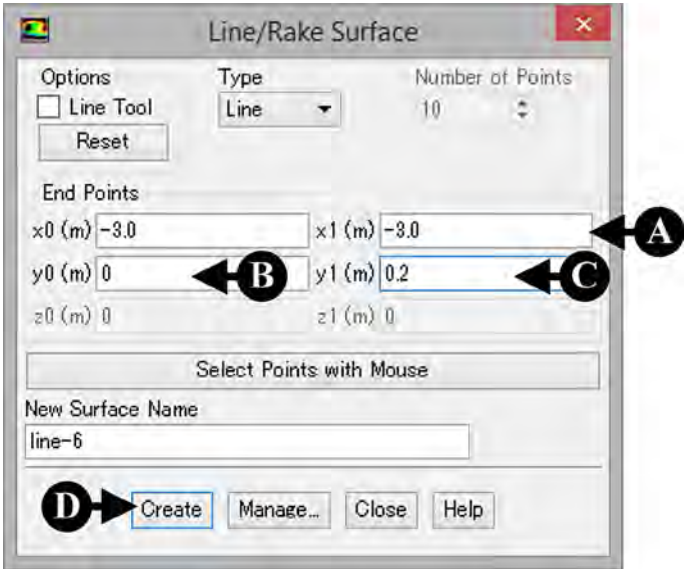 Line/Rake Surface
Options Type Number of Points
Line Tool Line 10
Reset
End Points
x0 (m) -3.0 x1 (m) -3.0 A
y0 (m) 0 B y1 (m) 0.2 C
z0 (m) 0 z1 (m) 0
Select Points with Mouse
New Surface Name
line-6
D Create Manage... Close Help